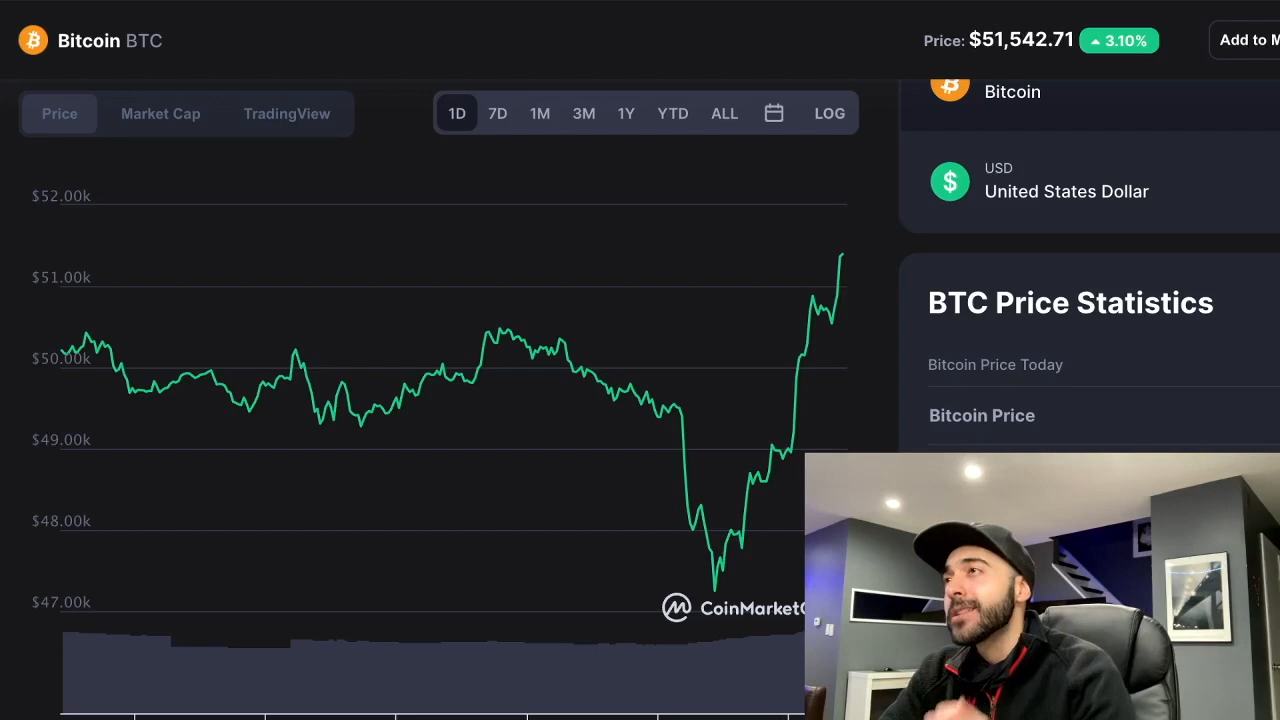 Bitcoin BTC
Price: $51,542.71 3.10%
Add to M
Price Market Cap TradingView
1D 7D 1M 3M 1Y YTD ALL LOG
Bitcoin
USD
United States Dollar
$52.00k
$51.00k
$50.00k
$49.00k
$48.00k
$47.00k
BTC Price Statistics
Bitcoin Price Today
Bitcoin Price
CoinMarketC